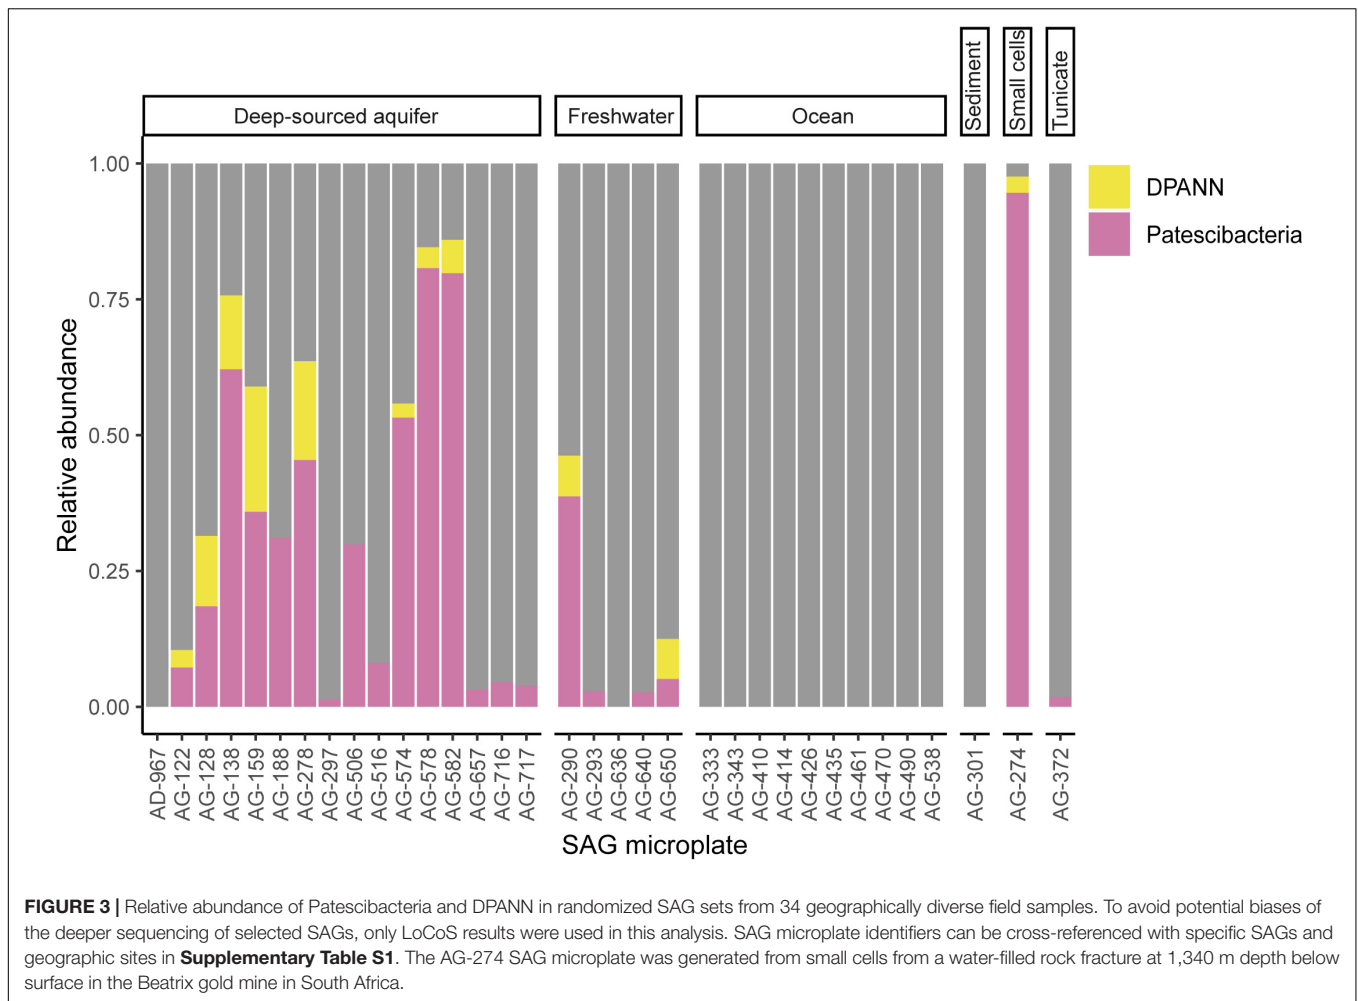 Deep-sourced aquifer
Freshwater
Ocean
Sediment
Small cells
Tunicate
DPANN
Patescibacteria
Relative abundance
1.00
0.75
0.50
0.25
0.00
AD-967
AG-122
AG-128
AG-138
AG-159
AG-188
AG-278
AG-297
AG-506
AG-516
AG-574
AG-578
AG-582
AG-657
AG-716
AG-717
AG-290
AG-293
AG-636
AG-640
AG-650
AG-333
AG-343
AG-410
AG-414
AG-426
AG-435
AG-461
AG-470
AG-490
AG-538
AG-301
AG-274
AG-372
SAG microplate
FIGURE 3 | Relative abundance of Patescibacteria and DPANN in randomized SAG sets from 34 geographically diverse field samples. To avoid potential biases of
the deeper sequencing of selected SAGs, only LoCoS results were used in this analysis. SAG microplate identifiers can be cross-referenced with specific SAGs and
geographic sites in Supplementary Table S1. The AG-274 SAG microplate was generated from small cells from a water-filled rock fracture at 1,340 m depth below
surface in the Beatrix gold mine in South Africa.